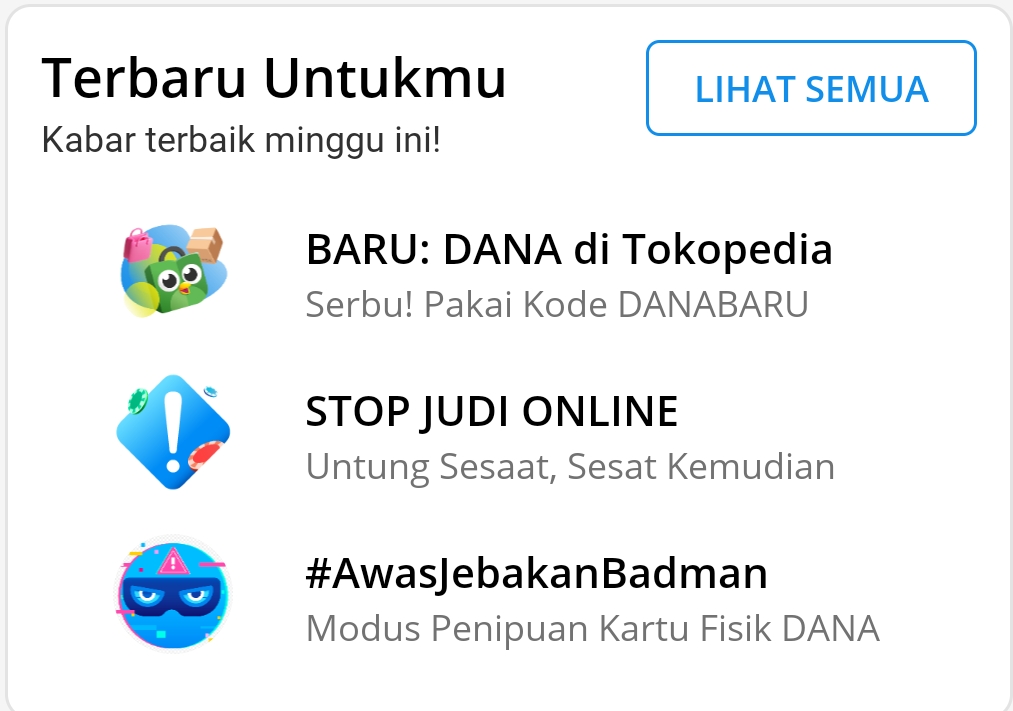 Terbaru Untukmu
LIHAT SEMUA
Kabar terbaik minggu ini!
BARU: DANA di Tokopedia
Serbu! Pakai Kode DANABARU
STOP JUDI ONLINE
Untung Sesaat, Sesat Kemudian
#AwasJebakanBadman
Modus Penipuan Kartu Fisik DANA